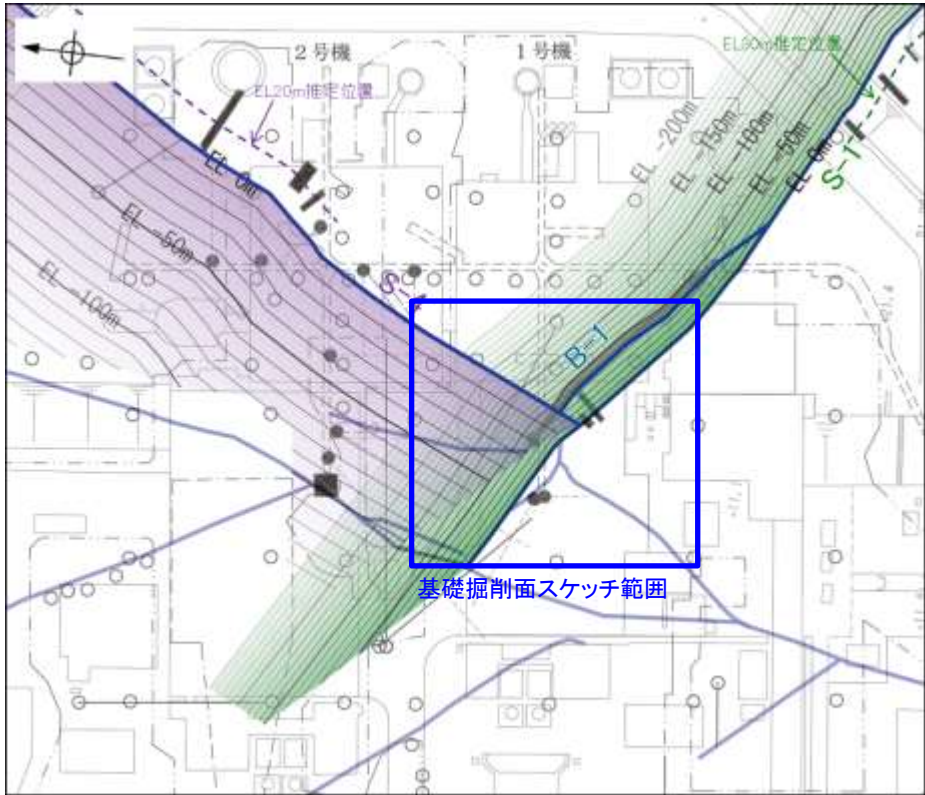 2号機
1号機
EL30m推定位置
EL20m推定位置
EL 0m
EL -200m
EL -150m
EL -100m
EL -50m
EL 0m
S-1
EL -50m
EL -100m
B-1
基礎掘削面スケッチ範囲